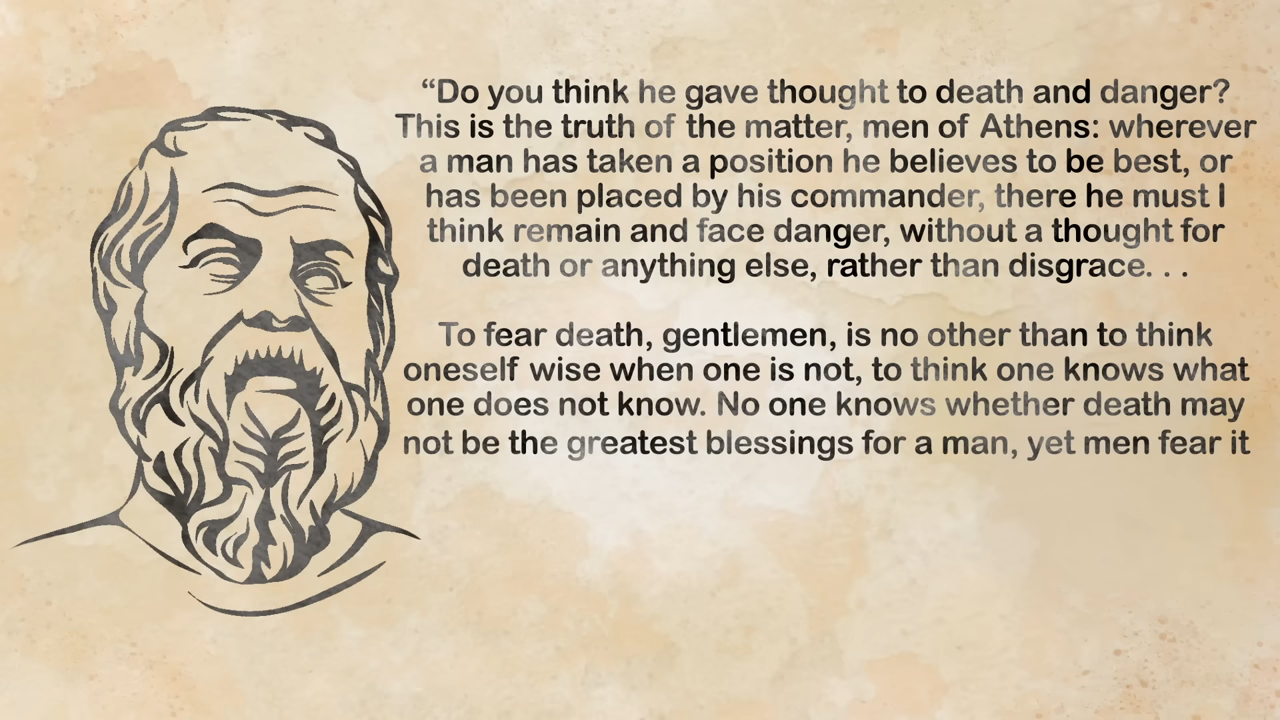 “Do you think he gave thought to death and danger?
This is the truth of the matter, men of Athens: wherever
a man has taken a position he believes to be best, or
has been placed by his commander, there he must I
think remain and face danger, without a thought for
death or anything else, rather than disgrace. . .
To fear death, gentlemen, is no other than to think
oneself wise when one is not, to think one knows what
one does not know. No one knows whether death may
not be the greatest blessings for a man, yet men fear it